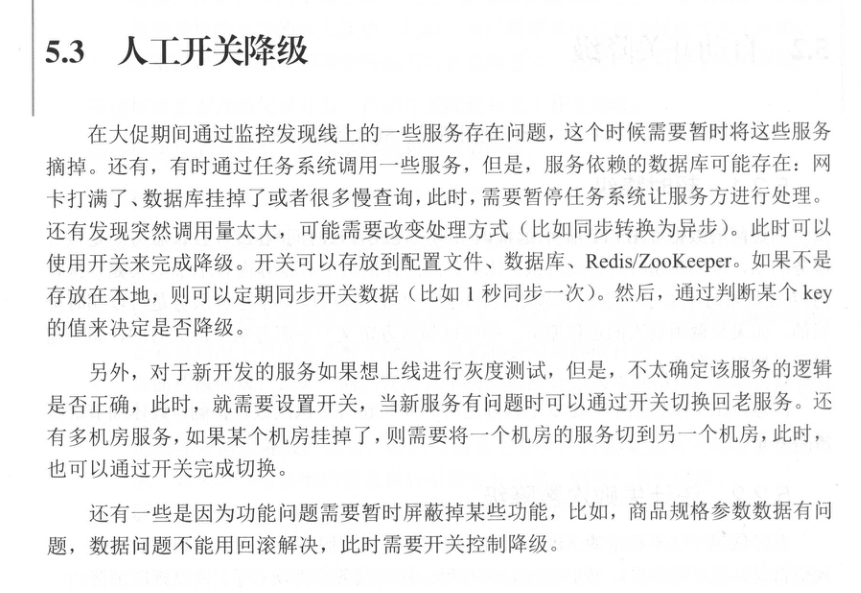 5.3 人工开关降级
在大促期间通过监控发现线上的一些服务存在问题，这个时候需要暂时将这些服务
摘掉。还有，有时通过任务系统调用一些服务，但是，服务依赖的数据库可能存在：网
卡打满了、数据库挂掉了或者很多慢查询，此时，需要暂停任务系统让服务方进行处理。
还有发现突然调用量太大，可能需要改变处理方式（比如同步转换为异步）。此时可以
使用开关来完成降级。开关可以存放到配置文件、数据库、Redis/ZooKeeper。如果不是
存放在本地，则可以定期同步开关数据（比如 1 秒同步一次）。然后，通过判断某个 key
的值来决定是否降级。
另外，对于新开发的服务如果想上线进行灰度测试，但是，不太确定该服务的逻辑
是否正确，此时，就需要设置开关，当新服务有问题时可以通过开关切换回老服务。还
有多机房服务，如果某个机房挂掉了，则需要将一个机房的服务切到另一个机房，此时，
也可以通过开关完成切换。
还有一些是因为功能问题需要暂时屏蔽掉某些功能，比如，商品规格参数数据有问
题，数据问题不能用回滚解决，此时需要开关控制降级。